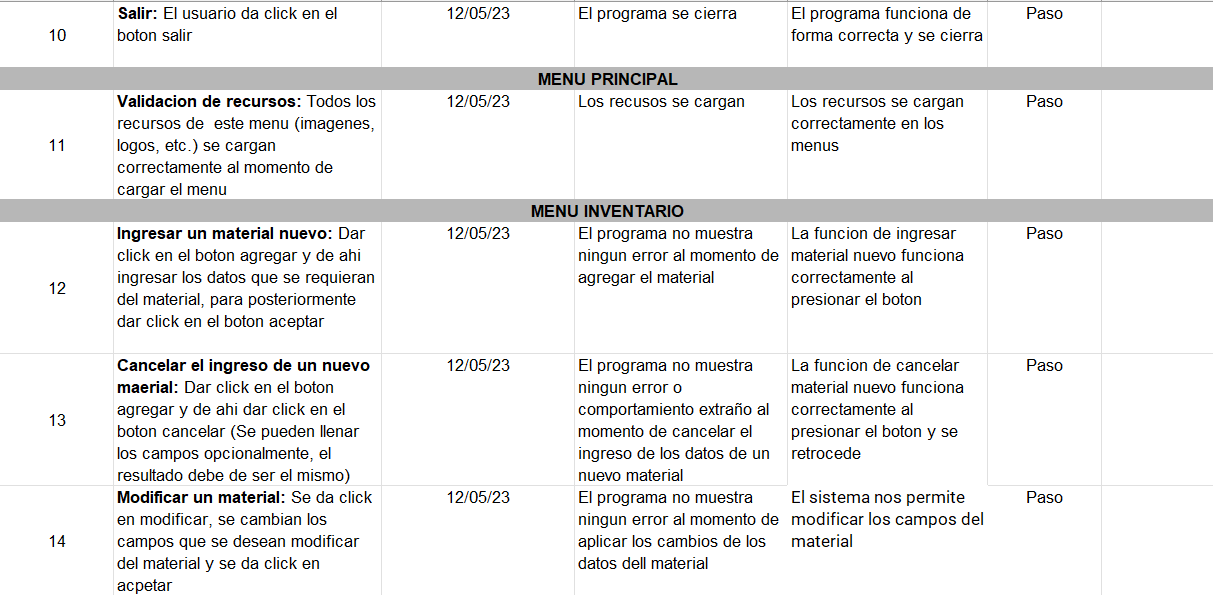 10
Salir: El usuario da click en el
boton salir
12/05/23
El programa se cierra
El programa funciona de
forma correcta y se cierra
Paso
MENU PRINCIPAL
11
Validacion de recursos: Todos los
recursos de  este menu (imagenes,
logos, etc.) se cargan
correctamente al momento de
cargar el menu
12/05/23
Los recusos se cargan
Los recursos se cargan
correctamente en los
menus
Paso
MENU INVENTARIO
12
Ingresar un material nuevo: Dar
click en el boton agregar y de ahi
ingresar los datos que se requieran
del material, para posteriormente
dar click en el boton aceptar
12/05/23
El programa no muestra
ningun error al momento de
agregar el material
La funcion de ingresar
material nuevo funciona
correctamente al
presionar el boton
Paso
13
Cancelar el ingreso de un nuevo
maerial: Dar click en el boton
agregar y de ahi dar click en el
boton cancelar (Se pueden llenar
los campos opcionalmente, el
resultado debe de ser el mismo)
12/05/23
El programa no muestra
ningun error o
comportamiento extraño al
momento de cancelar el
ingreso de los datos de un
nuevo material
La funcion de cancelar
material nuevo funciona
correctamente al
presionar el boton y se
retrocede
Paso
14
Modificar un material: Se da click
en modificar, se cambian los
campos que se desean modificar
del material y se da click en
acpetar
12/05/23
El programa no muestra
ningun error al momento de
aplicar los cambios de los
datos dell material
El sistema nos permite
modificar los campos del
material
Paso